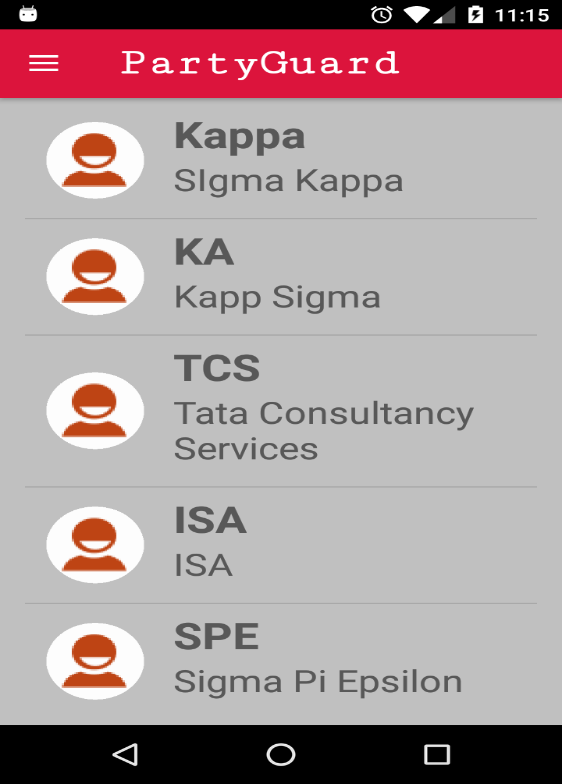 11:15
PartyGuard
Kappa
SIgma Kappa
KA
Kapp Sigma
TCS
Tata Consultancy
Services
ISA
ISA
SPE
Sigma Pi Epsilon